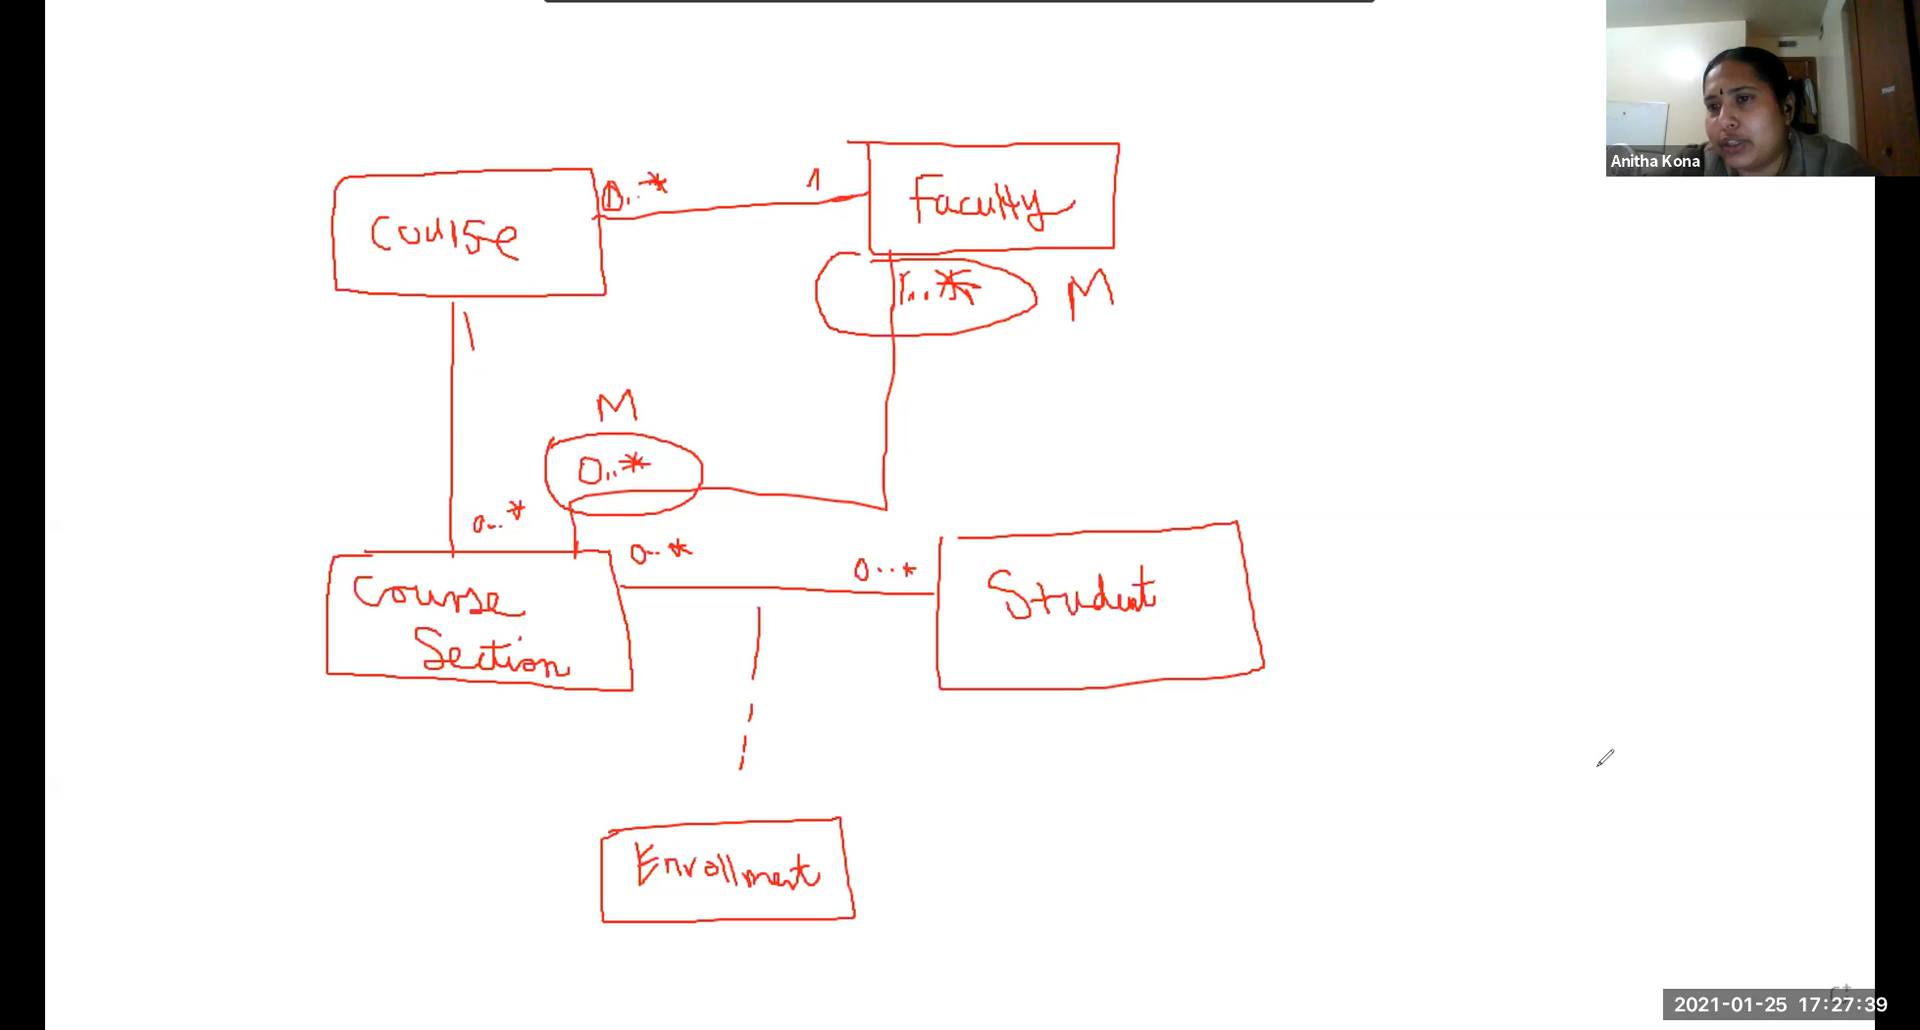 Anitha Kona
0..*
1
Course
Faculty
1..*
M
1
M
0..*
0..*
0..*
0...*
Course
Section
Student
Enrollment
2021-01-25 17:27:39